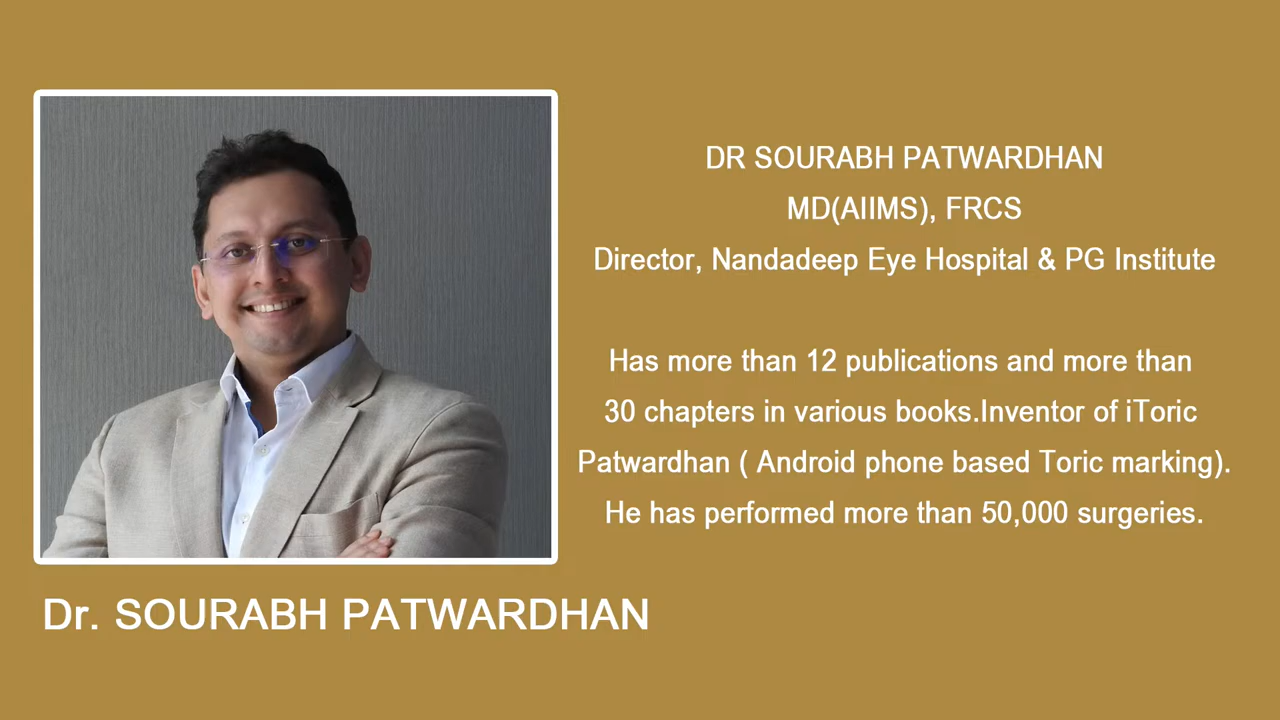 DR SOURABH PATWARDHAN
MD(AIIMS), FRCS
Director, Nandadeep Eye Hospital & PG Institute
Has more than 12 publications and more than
30 chapters in various books.Inventor of iToric
Patwardhan ( Android phone based Toric marking).
He has performed more than 50,000 surgeries.
Dr. SOURABH PATWARDHAN